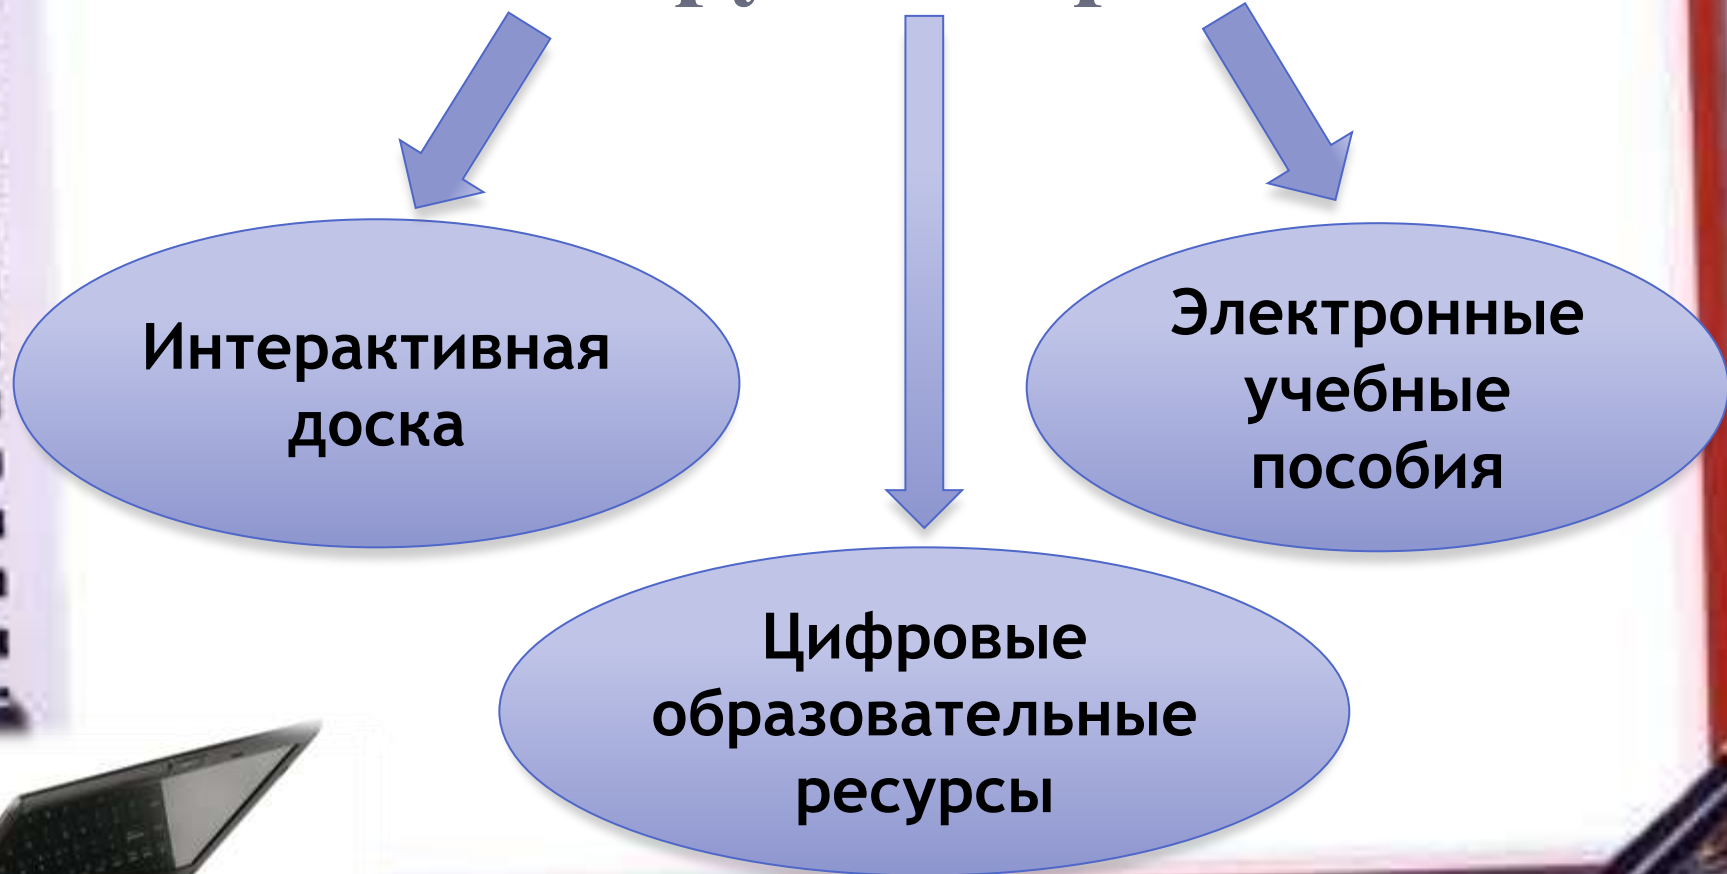 Интерактивная
доска
Электронные
учебные
пособия
Цифровые
образовательные
ресурсы